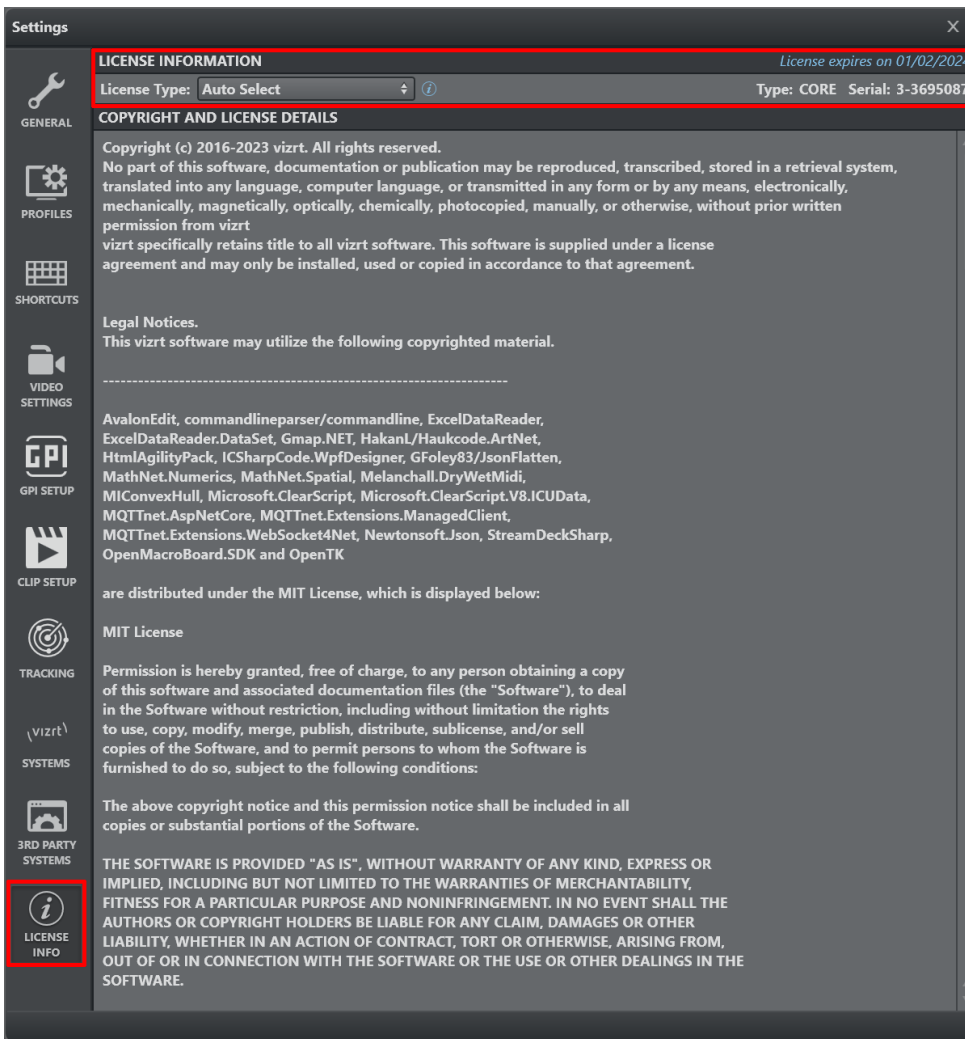 Settings
X
LICENSE INFORMATION
License expires on 01/02/2024
License Type: Auto Select
Type: CORE Serial: 3-3695087
COPYRIGHT AND LICENSE DETAILS
GENERAL
PROFILES
SHORTCUTS
VIDEO
SETTINGS
GPI
GPI SETUP
CLIP SETUP
TRACKING
\vizrt\
SYSTEMS
3RD PARTY
SYSTEMS
i
LICENSE
INFO
Copyright (c) 2016-2023 vizrt. All rights reserved.
No part of this software, documentation or publication may be reproduced, transcribed, stored in a retrieval system,
translated into any language, computer language, or transmitted in any form or by any means, electronically,
mechanically, magnetically, optically, chemically, photocopied, manually, or otherwise, without prior written
permission from vizrt
vizrt specifically retains title to all vizrt software. This software is supplied under a license
agreement and may only be installed, used or copied in accordance to that agreement.
Legal Notices.
This vizrt software may utilize the following copyrighted material.
----------------------------------------------------------------------
AvalonEdit, commandlineparser/commandline, ExcelDataReader,
ExcelDataReader.DataSet, Gmap.NET, HakanL/Haukcode.ArtNet,
HtmlAgilityPack, ICSharpCode.WpfDesigner, GFoley83/JsonFlatten,
MathNet.Numerics, MathNet.Spatial, Melanchall.DryWetMidi,
MIConvexHull, Microsoft.ClearScript, Microsoft.ClearScript.V8.ICUData,
MQTTnet.AspNetCore, MQTTnet.Extensions.ManagedClient,
MQTTnet.Extensions.WebSocket4Net, Newtonsoft.Json, StreamDeckSharp,
OpenMacroBoard.SDK and OpenTK
are distributed under the MIT License, which is displayed below:
MIT License
Permission is hereby granted, free of charge, to any person obtaining a copy
of this software and associated documentation files (the "Software"), to deal
in the Software without restriction, including without limitation the rights
to use, copy, modify, merge, publish, distribute, sublicense, and/or sell
copies of the Software, and to permit persons to whom the Software is
furnished to do so, subject to the following conditions:
The above copyright notice and this permission notice shall be included in all
copies or substantial portions of the Software.
THE SOFTWARE IS PROVIDED "AS IS", WITHOUT WARRANTY OF ANY KIND, EXPRESS OR
IMPLIED, INCLUDING BUT NOT LIMITED TO THE WARRANTIES OF MERCHANTABILITY,
FITNESS FOR A PARTICULAR PURPOSE AND NONINFRINGEMENT. IN NO EVENT SHALL THE
AUTHORS OR COPYRIGHT HOLDERS BE LIABLE FOR ANY CLAIM, DAMAGES OR OTHER
LIABILITY, WHETHER IN AN ACTION OF CONTRACT, TORT OR OTHERWISE, ARISING FROM,
OUT OF OR IN CONNECTION WITH THE SOFTWARE OR THE USE OR OTHER DEALINGS IN THE
SOFTWARE.